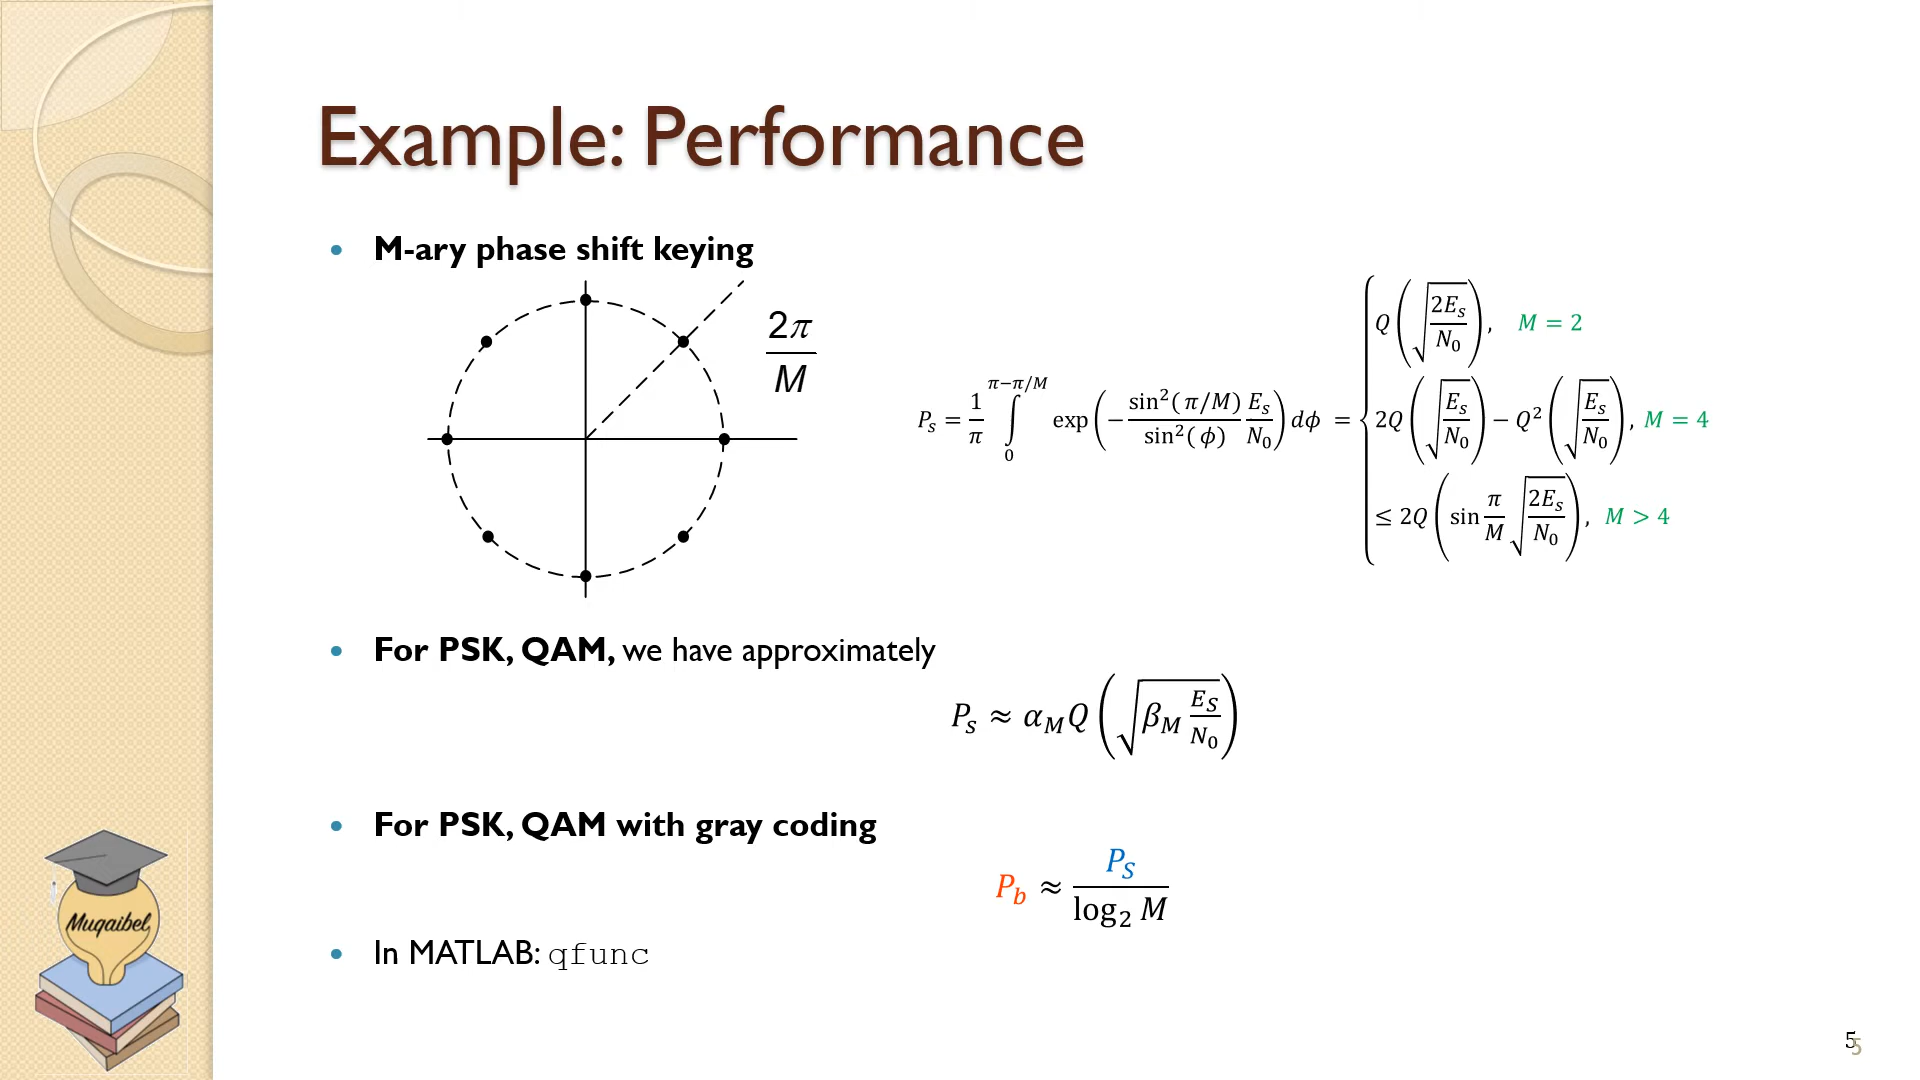 Example: Performance
• M-ary phase shift keying
2π/M
P_s = 1/π ∫_0^{π−π/M} exp(−(sin²(π/M)/sin²(ϕ)) E_s/N_0) dϕ = { Q(√(2E_s/N_0)), M = 2
2Q(√(E_s/N_0)) − Q²(√(E_s/N_0)), M = 4
≤ 2Q(sin π/M √(2E_s/N_0)), M > 4
• For PSK, QAM, we have approximately
P_s ≈ α_M Q(√(β_M E_S/N_0))
• For PSK, QAM with gray coding
P_b ≈ P_S/log_2 M
• In MATLAB: qfunc
Muqaibel
5
5